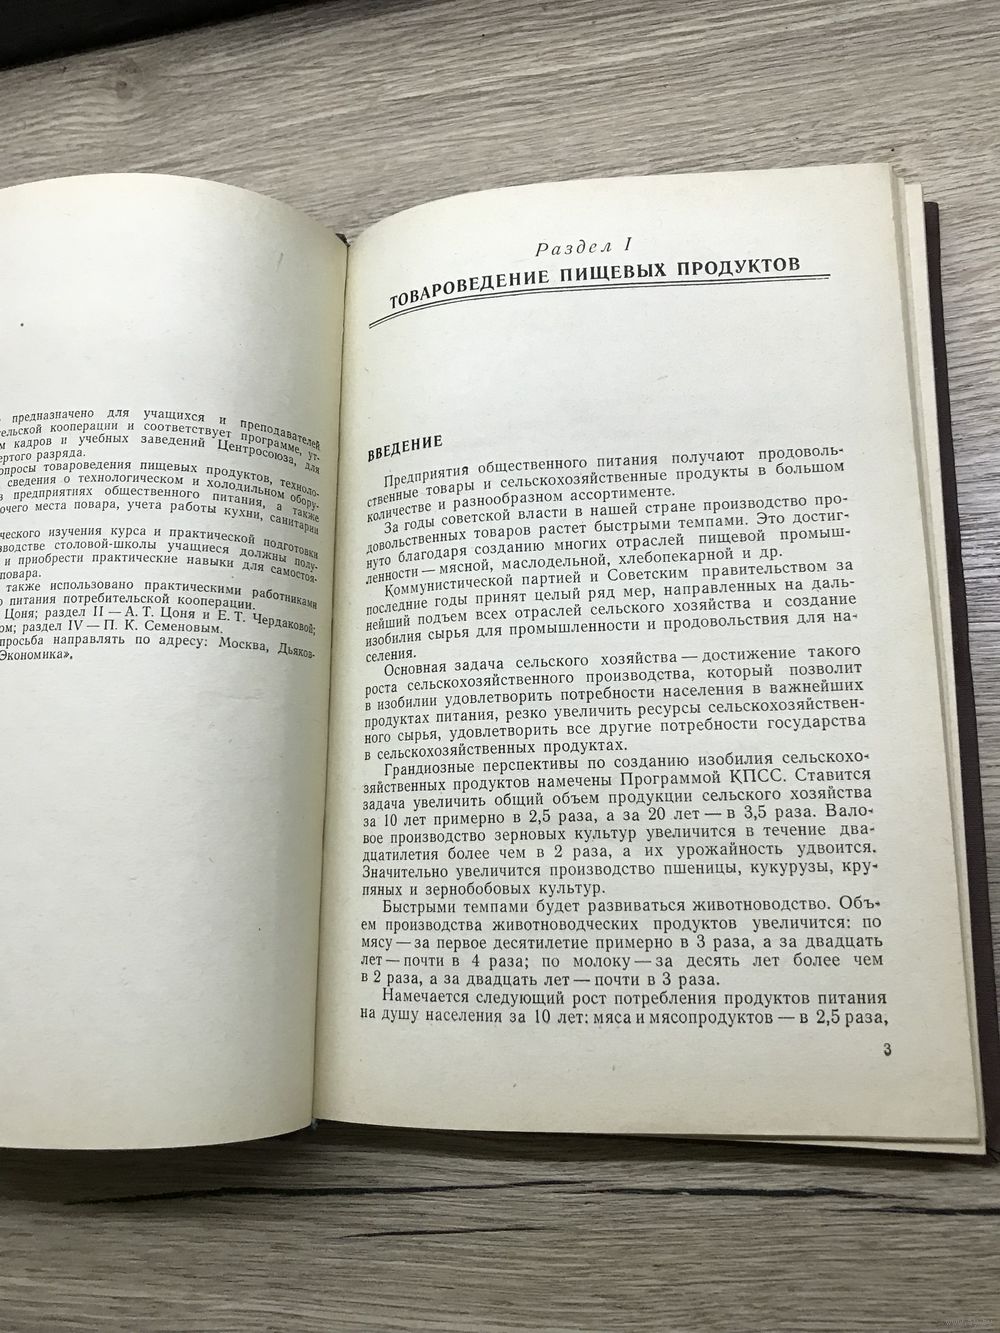 предназначено для учащихся и преподавателей
кооперации и соответствует программе, ут-
кадров и учебных заведений Центросоюза, для
разряда.
товароведения пищевых продуктов, техноло-
сведения о технологическом и холодильном обору-
в предприятиях общественного питания, а также
места повара, учета работы кухни, санитарии
изучения курса и практической подготовки
столовой-школы учащиеся должны полу-
и приобрести практические навыки для самостоя-
повара.
также использовано практическими работниками
питания потребительской кооперации.
Цоня; раздел II — А. Т. Цоня и Е. Т. Чердаковой;
раздел IV — П. К. Семеновым.
просьба направлять по адресу: Москва, Дьяков-
Экономика».
Раздел I
ТОВАРОВЕДЕНИЕ ПИЩЕВЫХ ПРОДУКТОВ
ВВЕДЕНИЕ
Предприятия общественного питания получают продоволь-
ственные товары и сельскохозяйственные продукты в большом
количестве и разнообразном ассортименте.
За годы советской власти в нашей стране производство про-
довольственных товаров растет быстрыми темпами. Это достиг-
нуто благодаря созданию многих отраслей пищевой промыш-
ленности — мясной, маслодельной, хлебопекарной и др.
Коммунистической партией и Советским правительством за
последние годы принят целый ряд мер, направленных на даль-
нейший подъем всех отраслей сельского хозяйства и создание
изобилия сырья для промышленности и продовольствия для на-
селения.
Основная задача сельского хозяйства — достижение такого
роста сельскохозяйственного производства, который позволит
в изобилии удовлетворить потребности населения в важнейших
продуктах питания, резко увеличить ресурсы сельскохозяйствен-
ного сырья, удовлетворить все другие потребности государства
в сельскохозяйственных продуктах.
Грандиозные перспективы по созданию изобилия сельскохо-
зяйственных продуктов намечены Программой КПСС. Ставится
задача увеличить общий объем продукции сельского хозяйства
за 10 лет примерно в 2,5 раза, а за 20 лет — в 3,5 раза. Вало-
вое производство зерновых культур увеличится в течение два-
дцатилетия более чем в 2 раза, а их урожайность удвоится.
Значительно увеличится производство пшеницы, кукурузы, кру-
пяных и зернобобовых культур.
Быстрыми темпами будет развиваться животноводство. Объ-
ем производства животноводческих продуктов увеличится: по
мясу — за первое десятилетие примерно в 3 раза, а за двадцать
лет — почти в 4 раза; по молоку — за десять лет более чем
в 2 раза, а за двадцать лет — почти в 3 раза.
Намечается следующий рост потребления продуктов питания
на душу населения за 10 лет: мяса и мясопродуктов — в 2,5 раза,
3